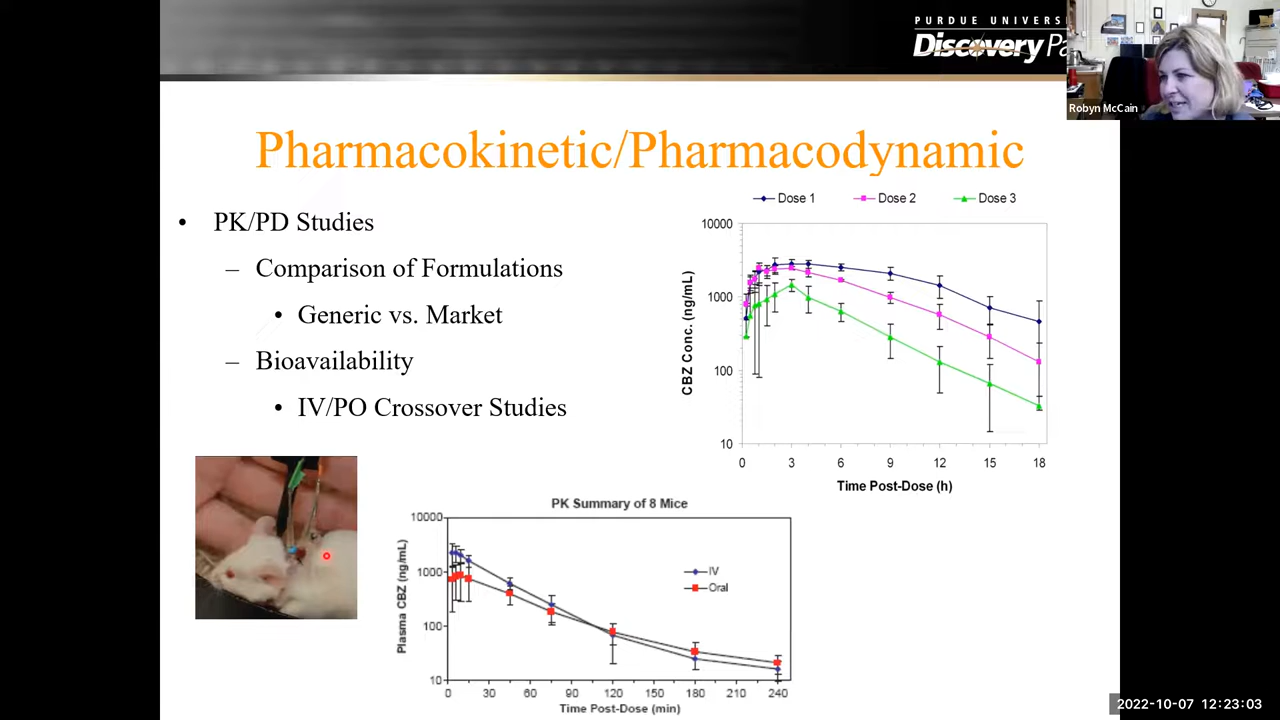 PURDUE UNIVERS
Discovery Pa
Robyn McCain
Pharmacokinetic/Pharmacodynamic
• PK/PD Studies
– Comparison of Formulations
• Generic vs. Market
– Bioavailability
• IV/PO Crossover Studies
Dose 1 Dose 2 Dose 3
10000
1000
100
10
CBZ Conc. (ng/mL)
0 3 6 9 12 15 18
Time Post-Dose (h)
PK Summary of 8 Mice
10000
1000
100
10
Plasma CBZ (ng/mL)
IV
Oral
0 30 60 90 120 150 180 210 240
Time Post-Dose (min)
2022-10-07 12:23:03